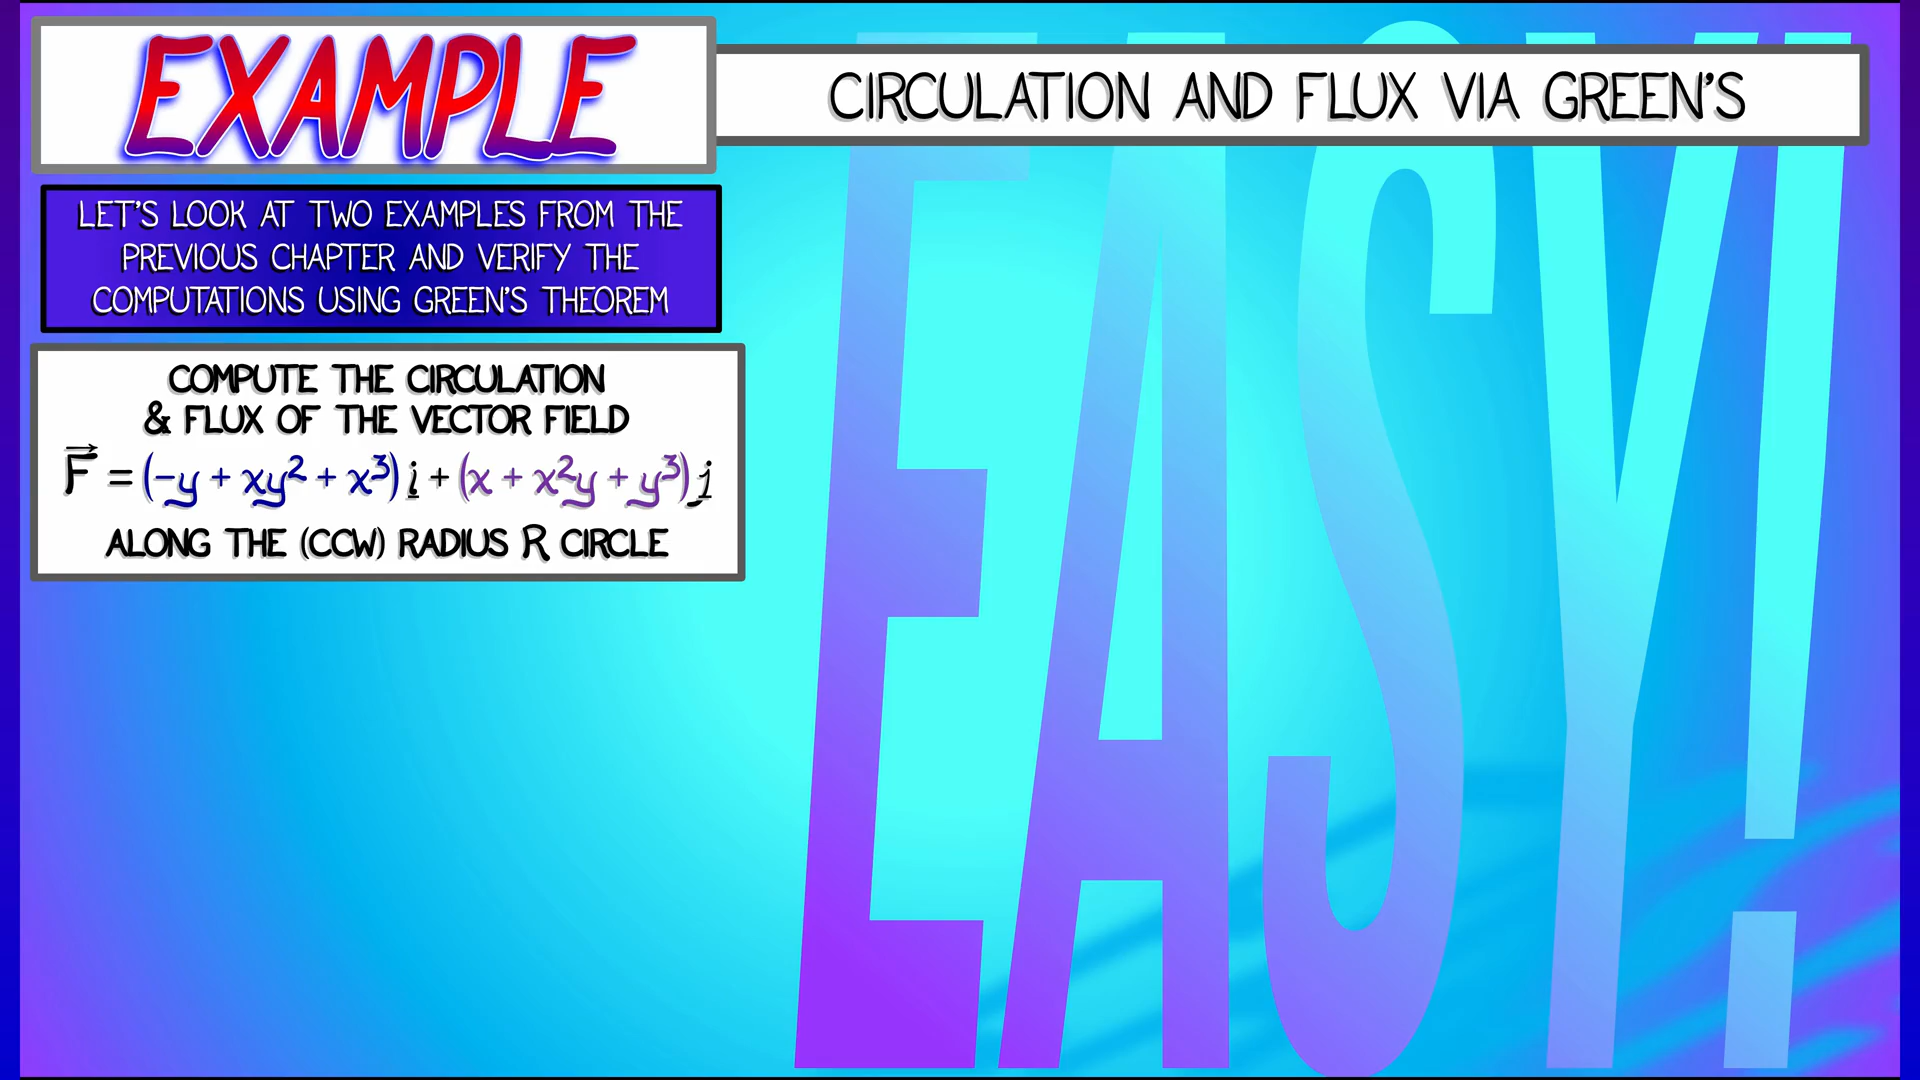 EXAMPLE
CIRCULATION AND FLUX VIA GREEN'S
LET'S LOOK AT TWO EXAMPLES FROM THE
PREVIOUS CHAPTER AND VERIFY THE
COMPUTATIONS USING GREEN'S THEOREM
COMPUTE THE CIRCULATION
& FLUX OF THE VECTOR FIELD
F⃗ = (-y + xy² + x³) i + (x + x²y + y³) j
ALONG THE (CCW) RADIUS R CIRCLE
EASY!